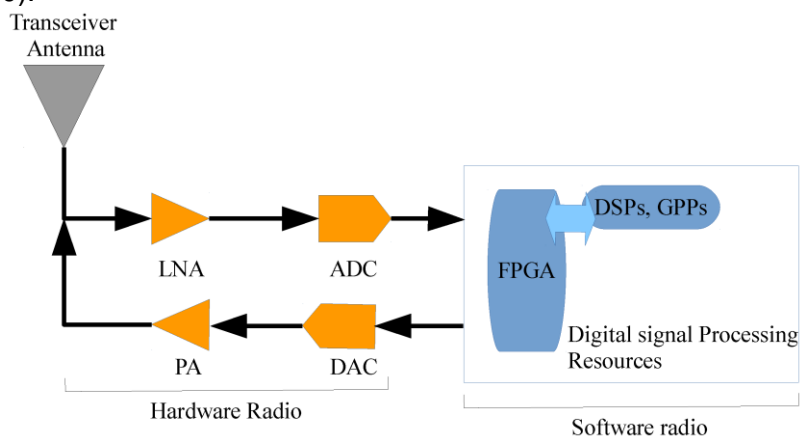 o).
Transceiver
Antenna
DSPs, GPPs
LNA
ADC
FPGA
Digital signal Processing
Resources
PA
DAC
Hardware Radio
Software radio